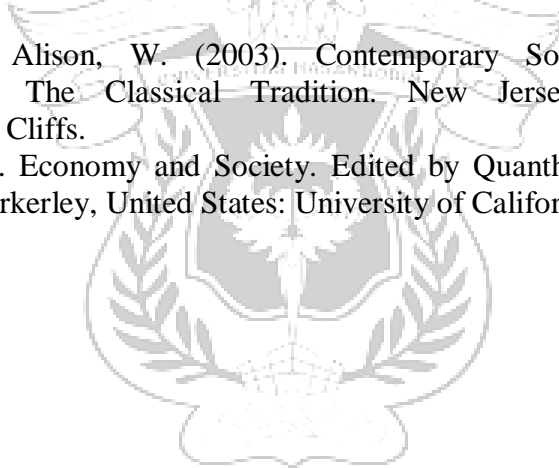 Alison, W. (2003). Contemporary So
The Classical Tradition. New Jerse
Cliffs.
. Economy and Society. Edited by Quanth
rkerley, United States: University of Califor